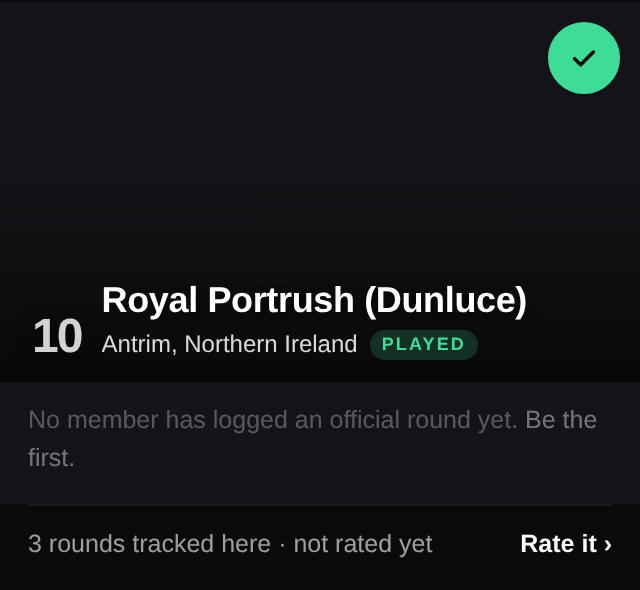 Royal Portrush (Dunluce)
10
Antrim, Northern Ireland PLAYED
No member has logged an official round yet. Be the
first.
3 rounds tracked here · not rated yet Rate it ›